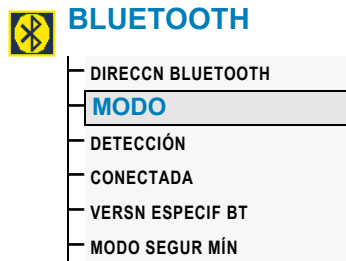 BLUETOOTH
DIRECCN BLUETOOTH
MODO
DETECCIÓN
CONECTADA
VERSN ESPECIF BT
MODO SEGUR MÍN